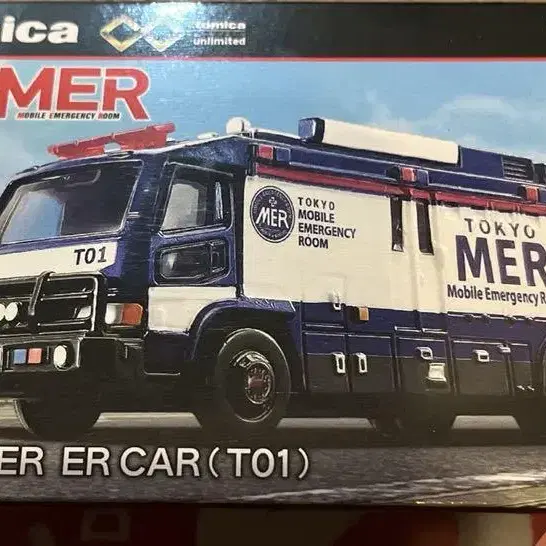 ica
tomica
unlimited
MER
MOBILE EMERGENCY ROOM
T01
MER
TOKYO
MOBILE
EMERGENCY
ROOM
TOKYO
MER
Mobile Emergency R
ER ER CAR (T01)